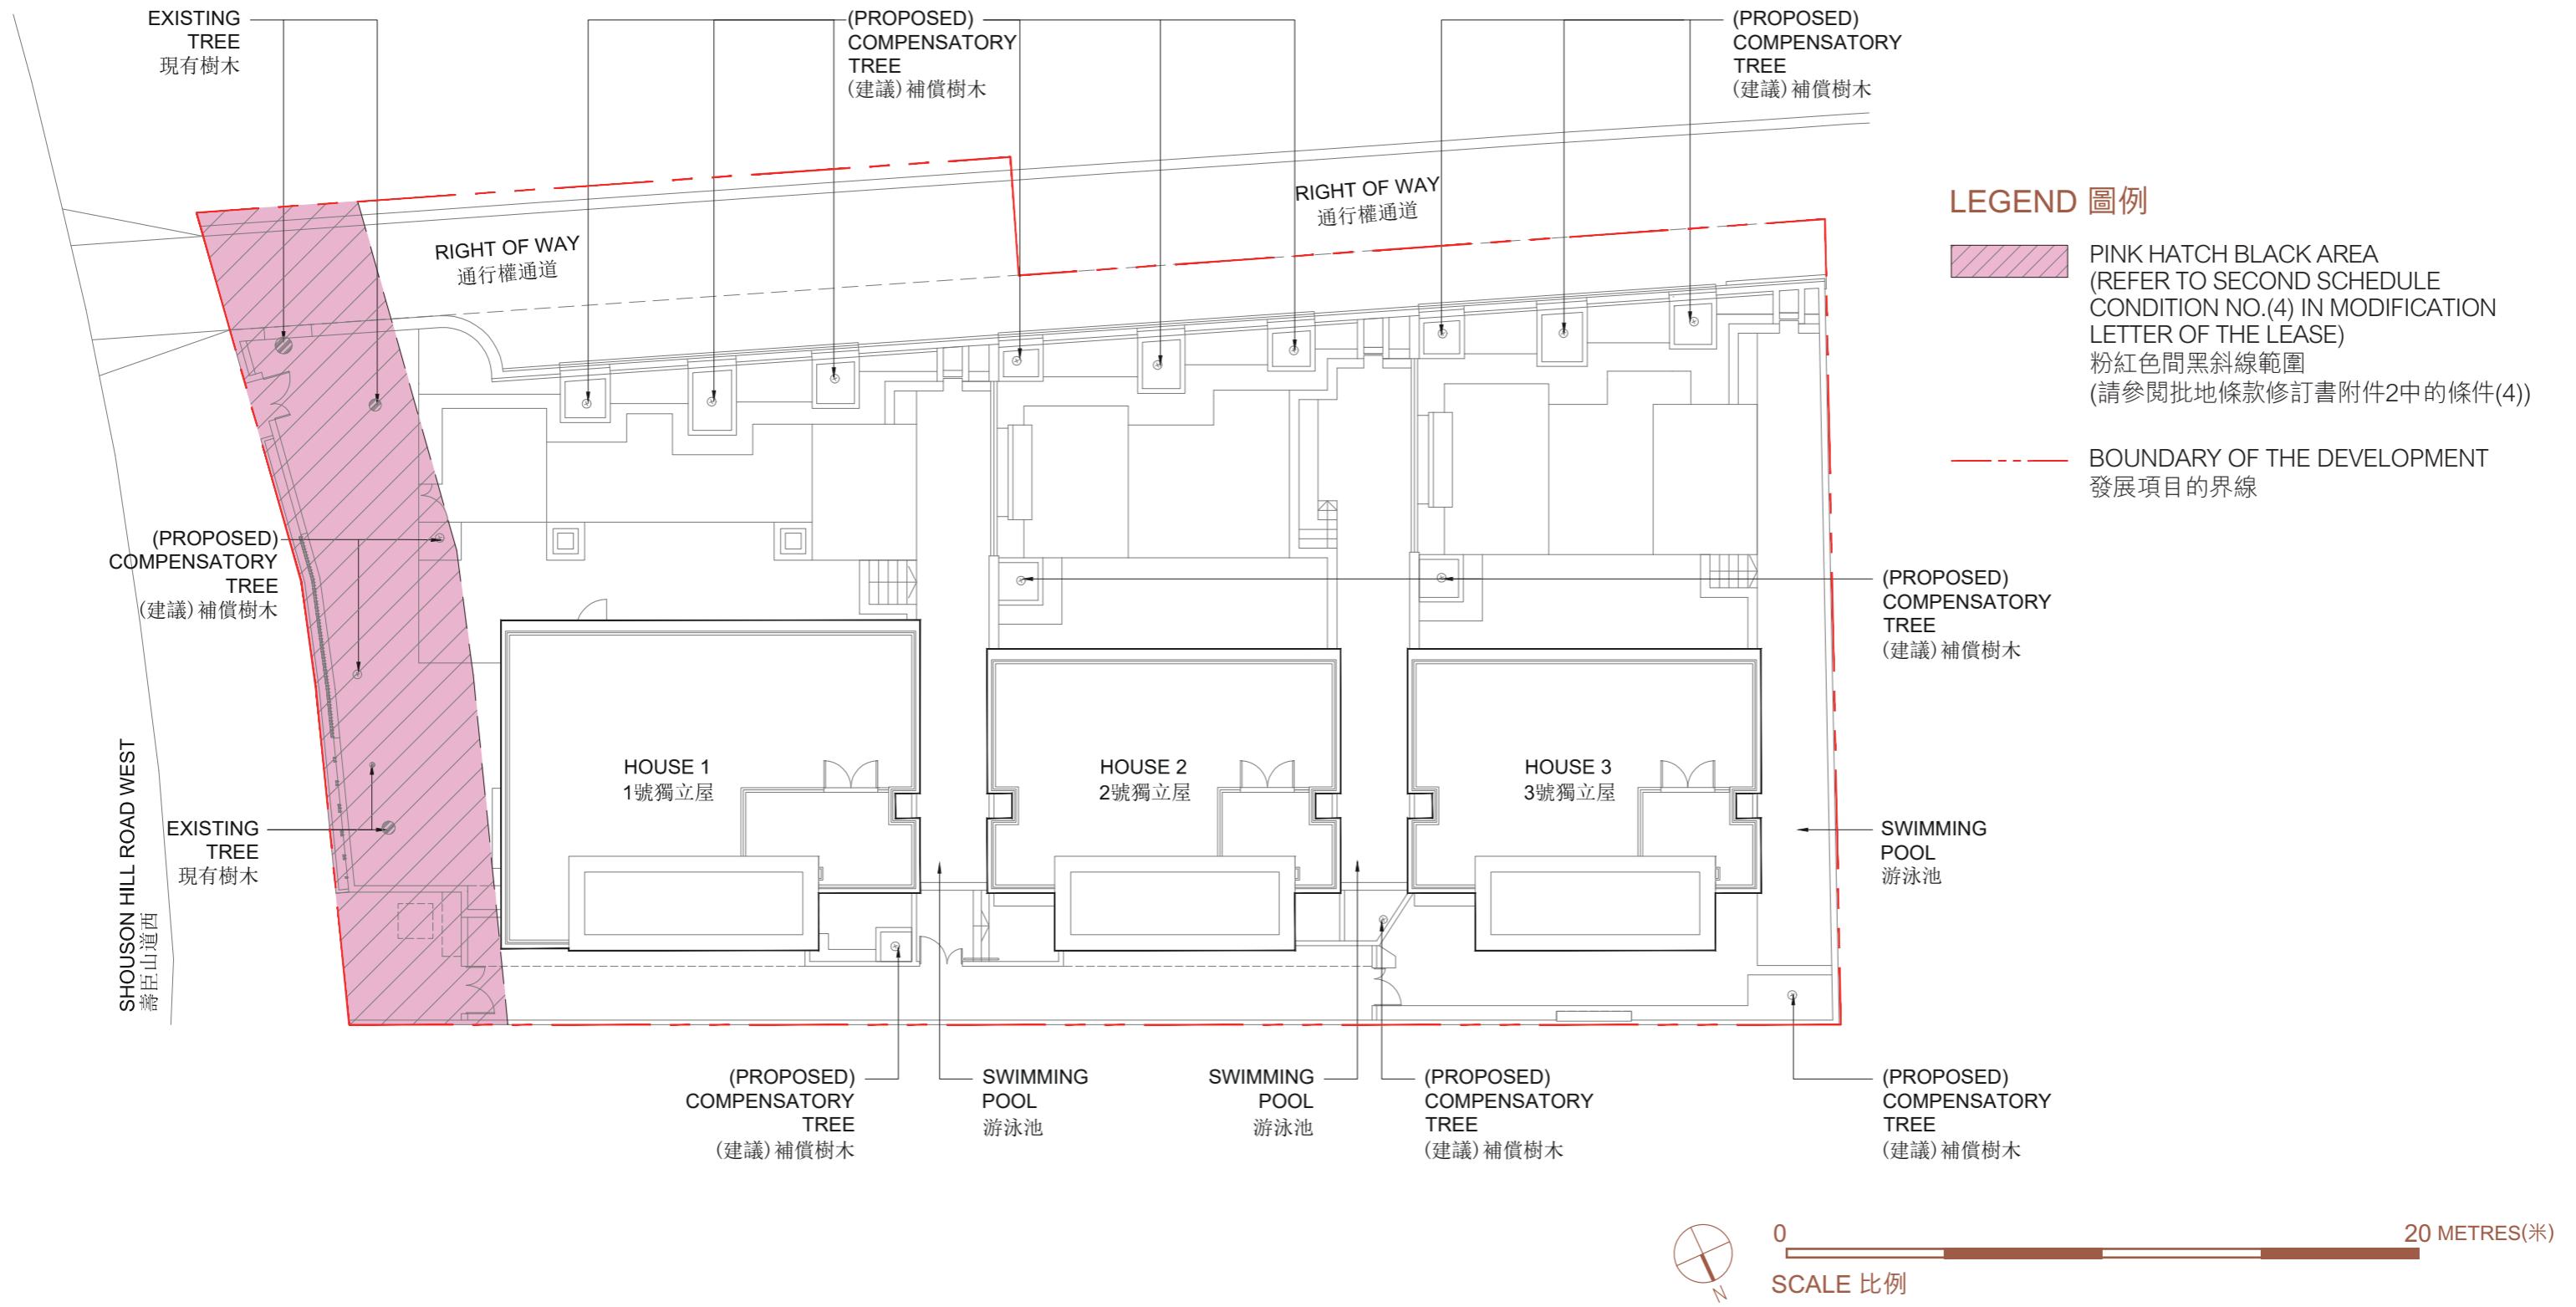 EXISTING
TREE
現有樹木
(PROPOSED)
COMPENSATORY
TREE
(建議)補償樹木
(PROPOSED)
COMPENSATORY
TREE
(建議)補償樹木
RIGHT OF WAY
通行權通道
RIGHT OF WAY
通行權通道
LEGEND 圖例
PINK HATCH BLACK AREA
(REFER TO SECOND SCHEDULE
CONDITION NO.(4) IN MODIFICATION
LETTER OF THE LEASE)
粉紅色間黑斜線範圍
(請參閱批地條款修訂書附件2中的條件(4))
BOUNDARY OF THE DEVELOPMENT
發展項目的界線
(PROPOSED)
COMPENSATORY
TREE
(建議)補償樹木
(PROPOSED)
COMPENSATORY
TREE
(建議)補償樹木
HOUSE 1
1號獨立屋
HOUSE 2
2號獨立屋
HOUSE 3
3號獨立屋
SHOUSON HILL ROAD WEST
壽臣山道西
EXISTING
TREE
現有樹木
SWIMMING
POOL
游泳池
(PROPOSED)
COMPENSATORY
TREE
(建議)補償樹木
SWIMMING
POOL
游泳池
SWIMMING
POOL
游泳池
(PROPOSED)
COMPENSATORY
TREE
(建議)補償樹木
(PROPOSED)
COMPENSATORY
TREE
(建議)補償樹木
N
0
20 METRES(米)
SCALE 比例